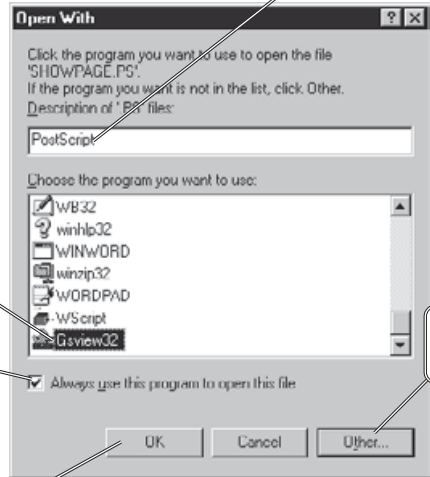 Open With
Click the program you want to use to open the file
'SHOWPAGE.PS'.
If the program you want is not in the list, click Other.
Description of '.PS' files:
PostScript
Choose the program you want to use:
WB32
winhlp32
WINWORD
winzip32
WORDPAD
WScript
Gsview32
Always use this program to open this file
OK
Cancel
Other...